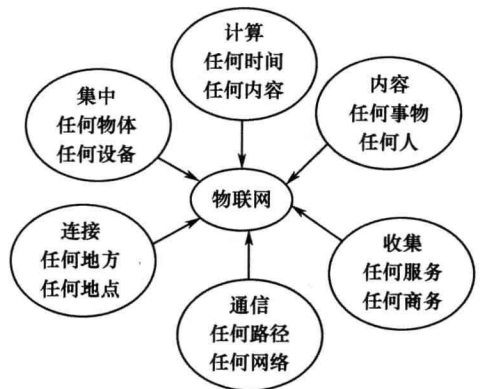 计算
任何时间
任何内容
集中
任何物体
任何设备
内容
任何事物
任何人
物联网
连接
任何地方
任何地点
收集
任何服务
任何商务
通信
任何路径
任何网络